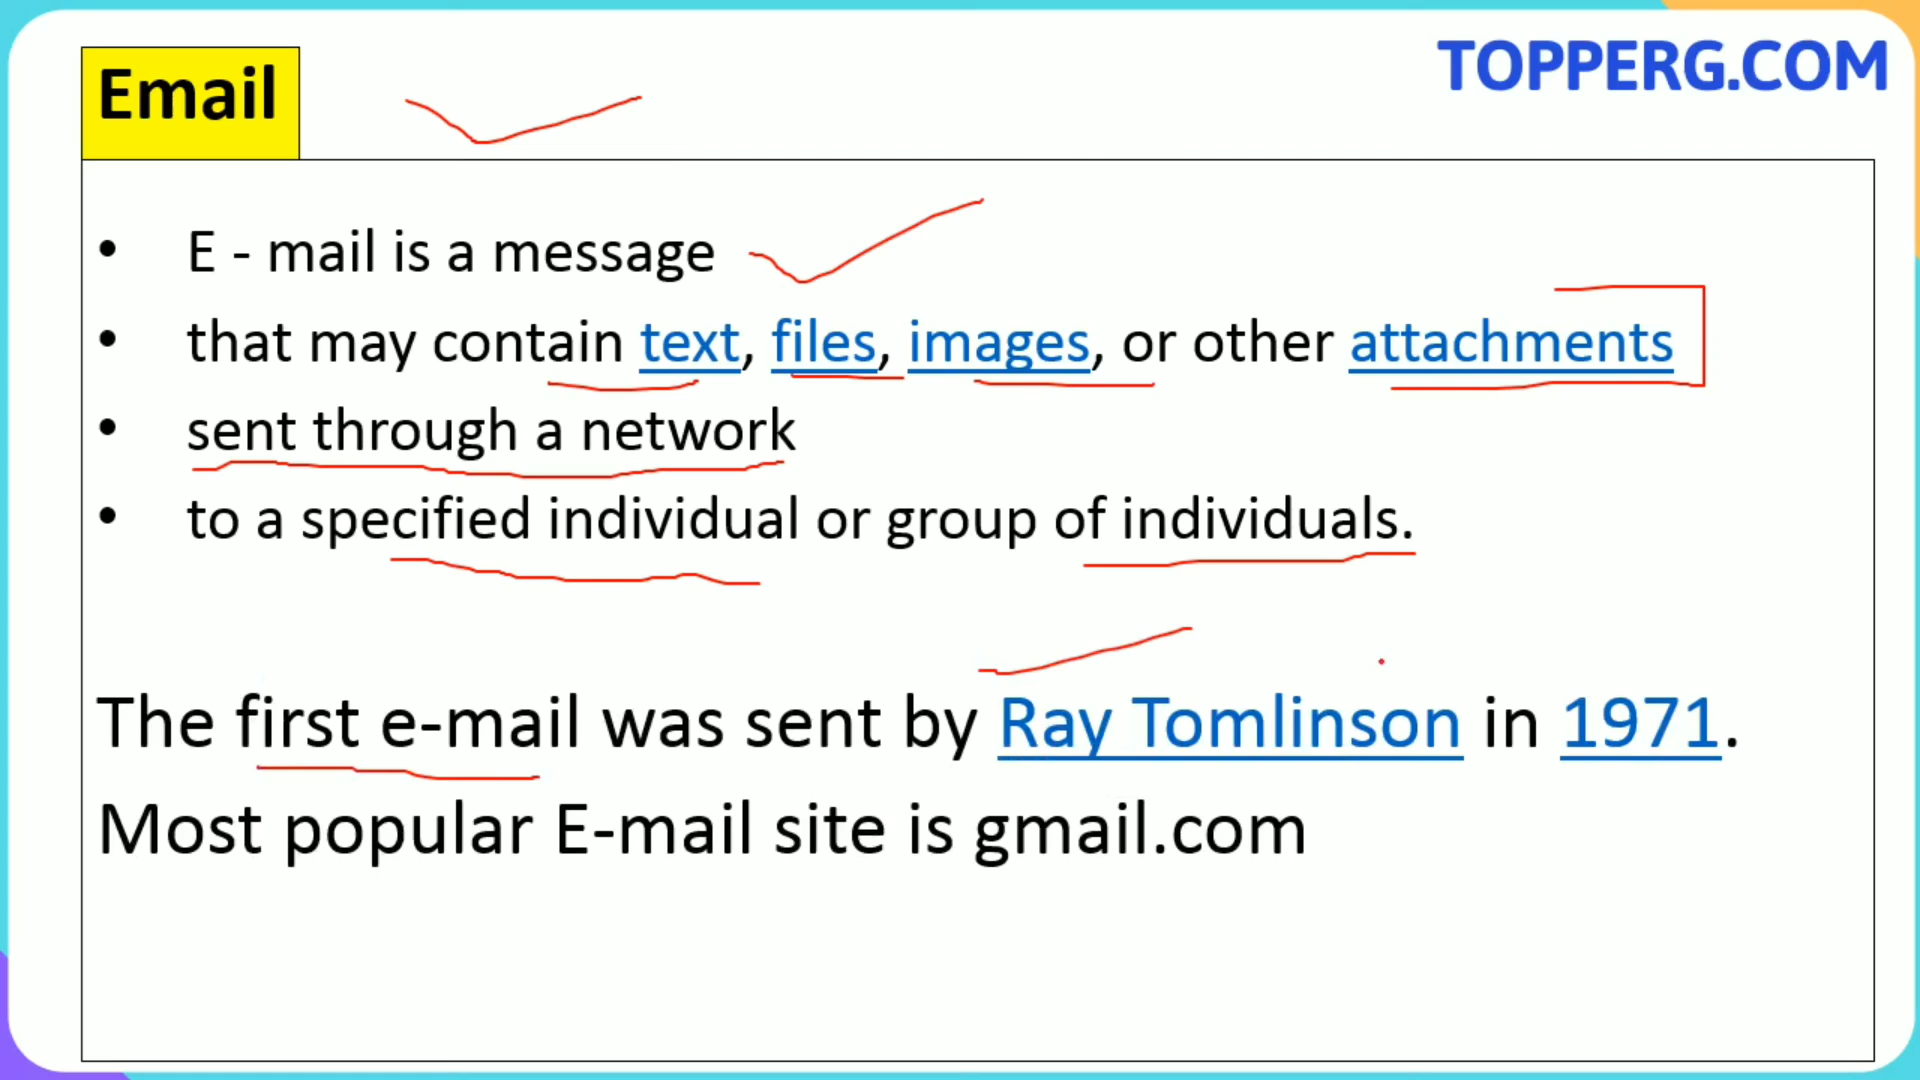 Email
TOPPERG.COM
• E - mail is a message
• that may contain text, files, images, or other attachments
• sent through a network
• to a specified individual or group of individuals.
The first e-mail was sent by Ray Tomlinson in 1971.
Most popular E-mail site is gmail.com